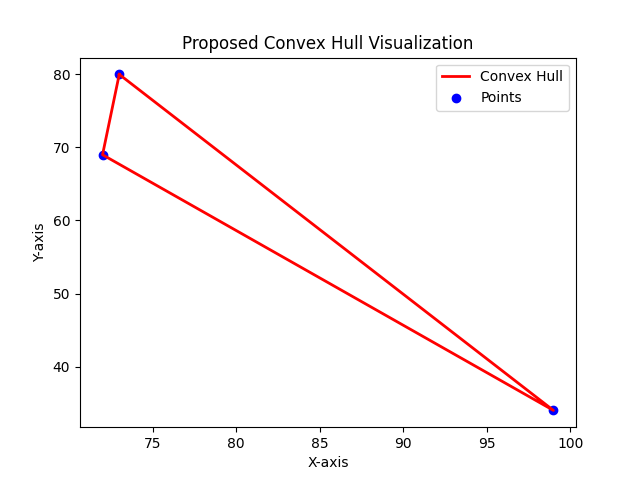 Proposed Convex Hull Visualization
Convex Hull
Points
80
70
60
50
40
Y-axis
75
80
85
90
95
100
X-axis